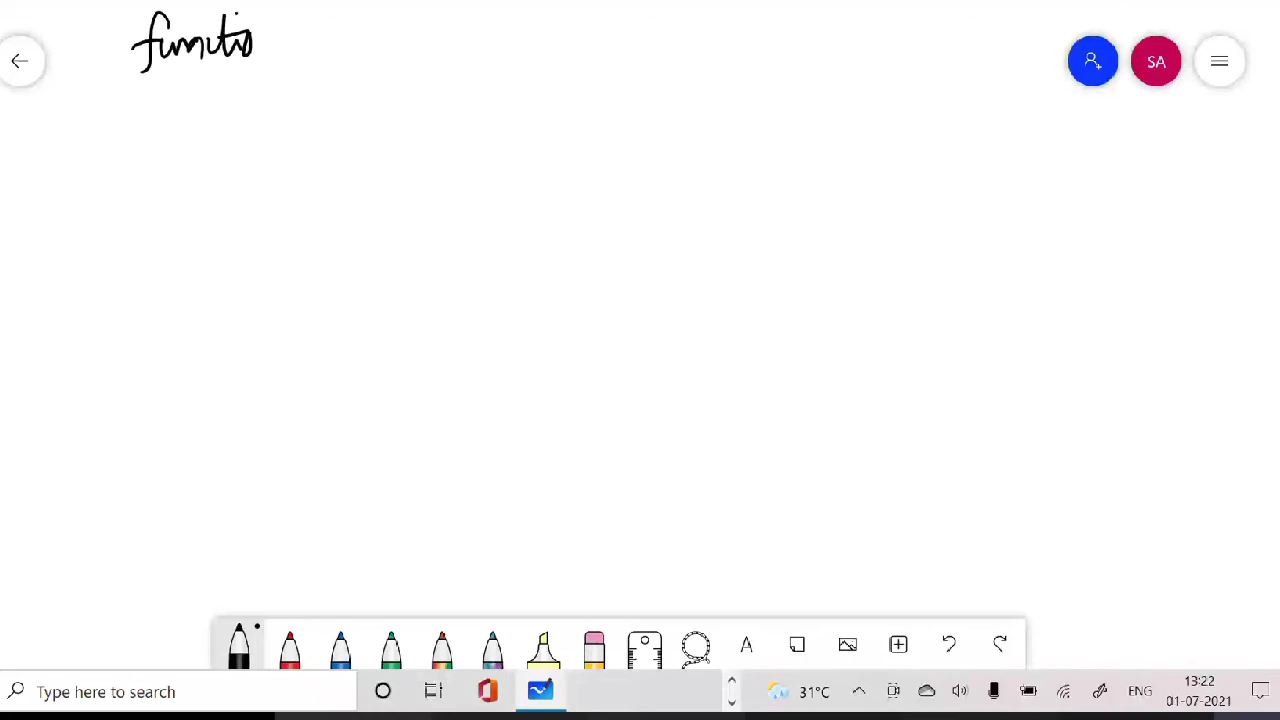 functio
SA
A
Type here to search
31°C
ENG
13:22
01-07-2021